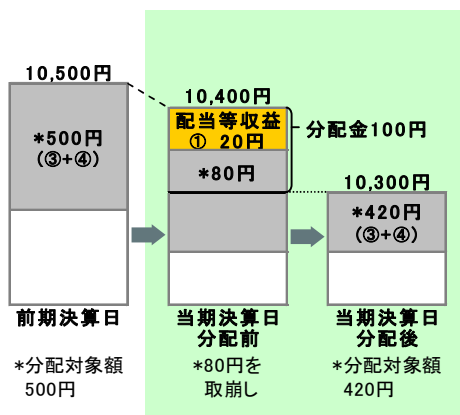 10,500円
*500円
(③+④)
前期決算日
*分配対象額
500円
10,400円
配当等収益
① 20円
*80円
分配金100円
当期決算日
分配前
*80円を
取崩し
10,300円
*420円
(③+④)
当期決算日
分配後
*分配対象額
420円